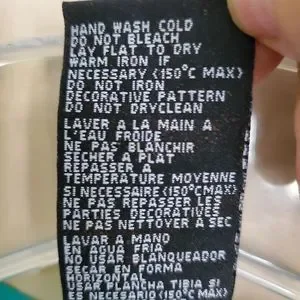 HAND WASH COLD
DO NOT BLEACH
LAY FLAT TO DRY
WARM IRON IF
NECESSARY (150°C MAX)
DO NOT IRON
DECORATIVE PATTERN
DO NOT DRYCLEAN
LAVER A LA MAIN A
L'EAU FROIDE
NE PAS BLANCHIR
SECHER A PLAT
REPASSER A
TEMPERATURE MOYENNE
SI NECESSAIRE (150°CMAX)
NE PAS REPASSER LES
PARTIES DECORATIVES
NE PAS NETTOYER A SEC
LAVAR A MANO
EN AGUA FRIA
NO USAR BLANQUEADOR
SECAR EN FORMA
HORIZONTAL
USAR PLANCHA TIBIA SI
ES NECESARIO (150°C MAX)